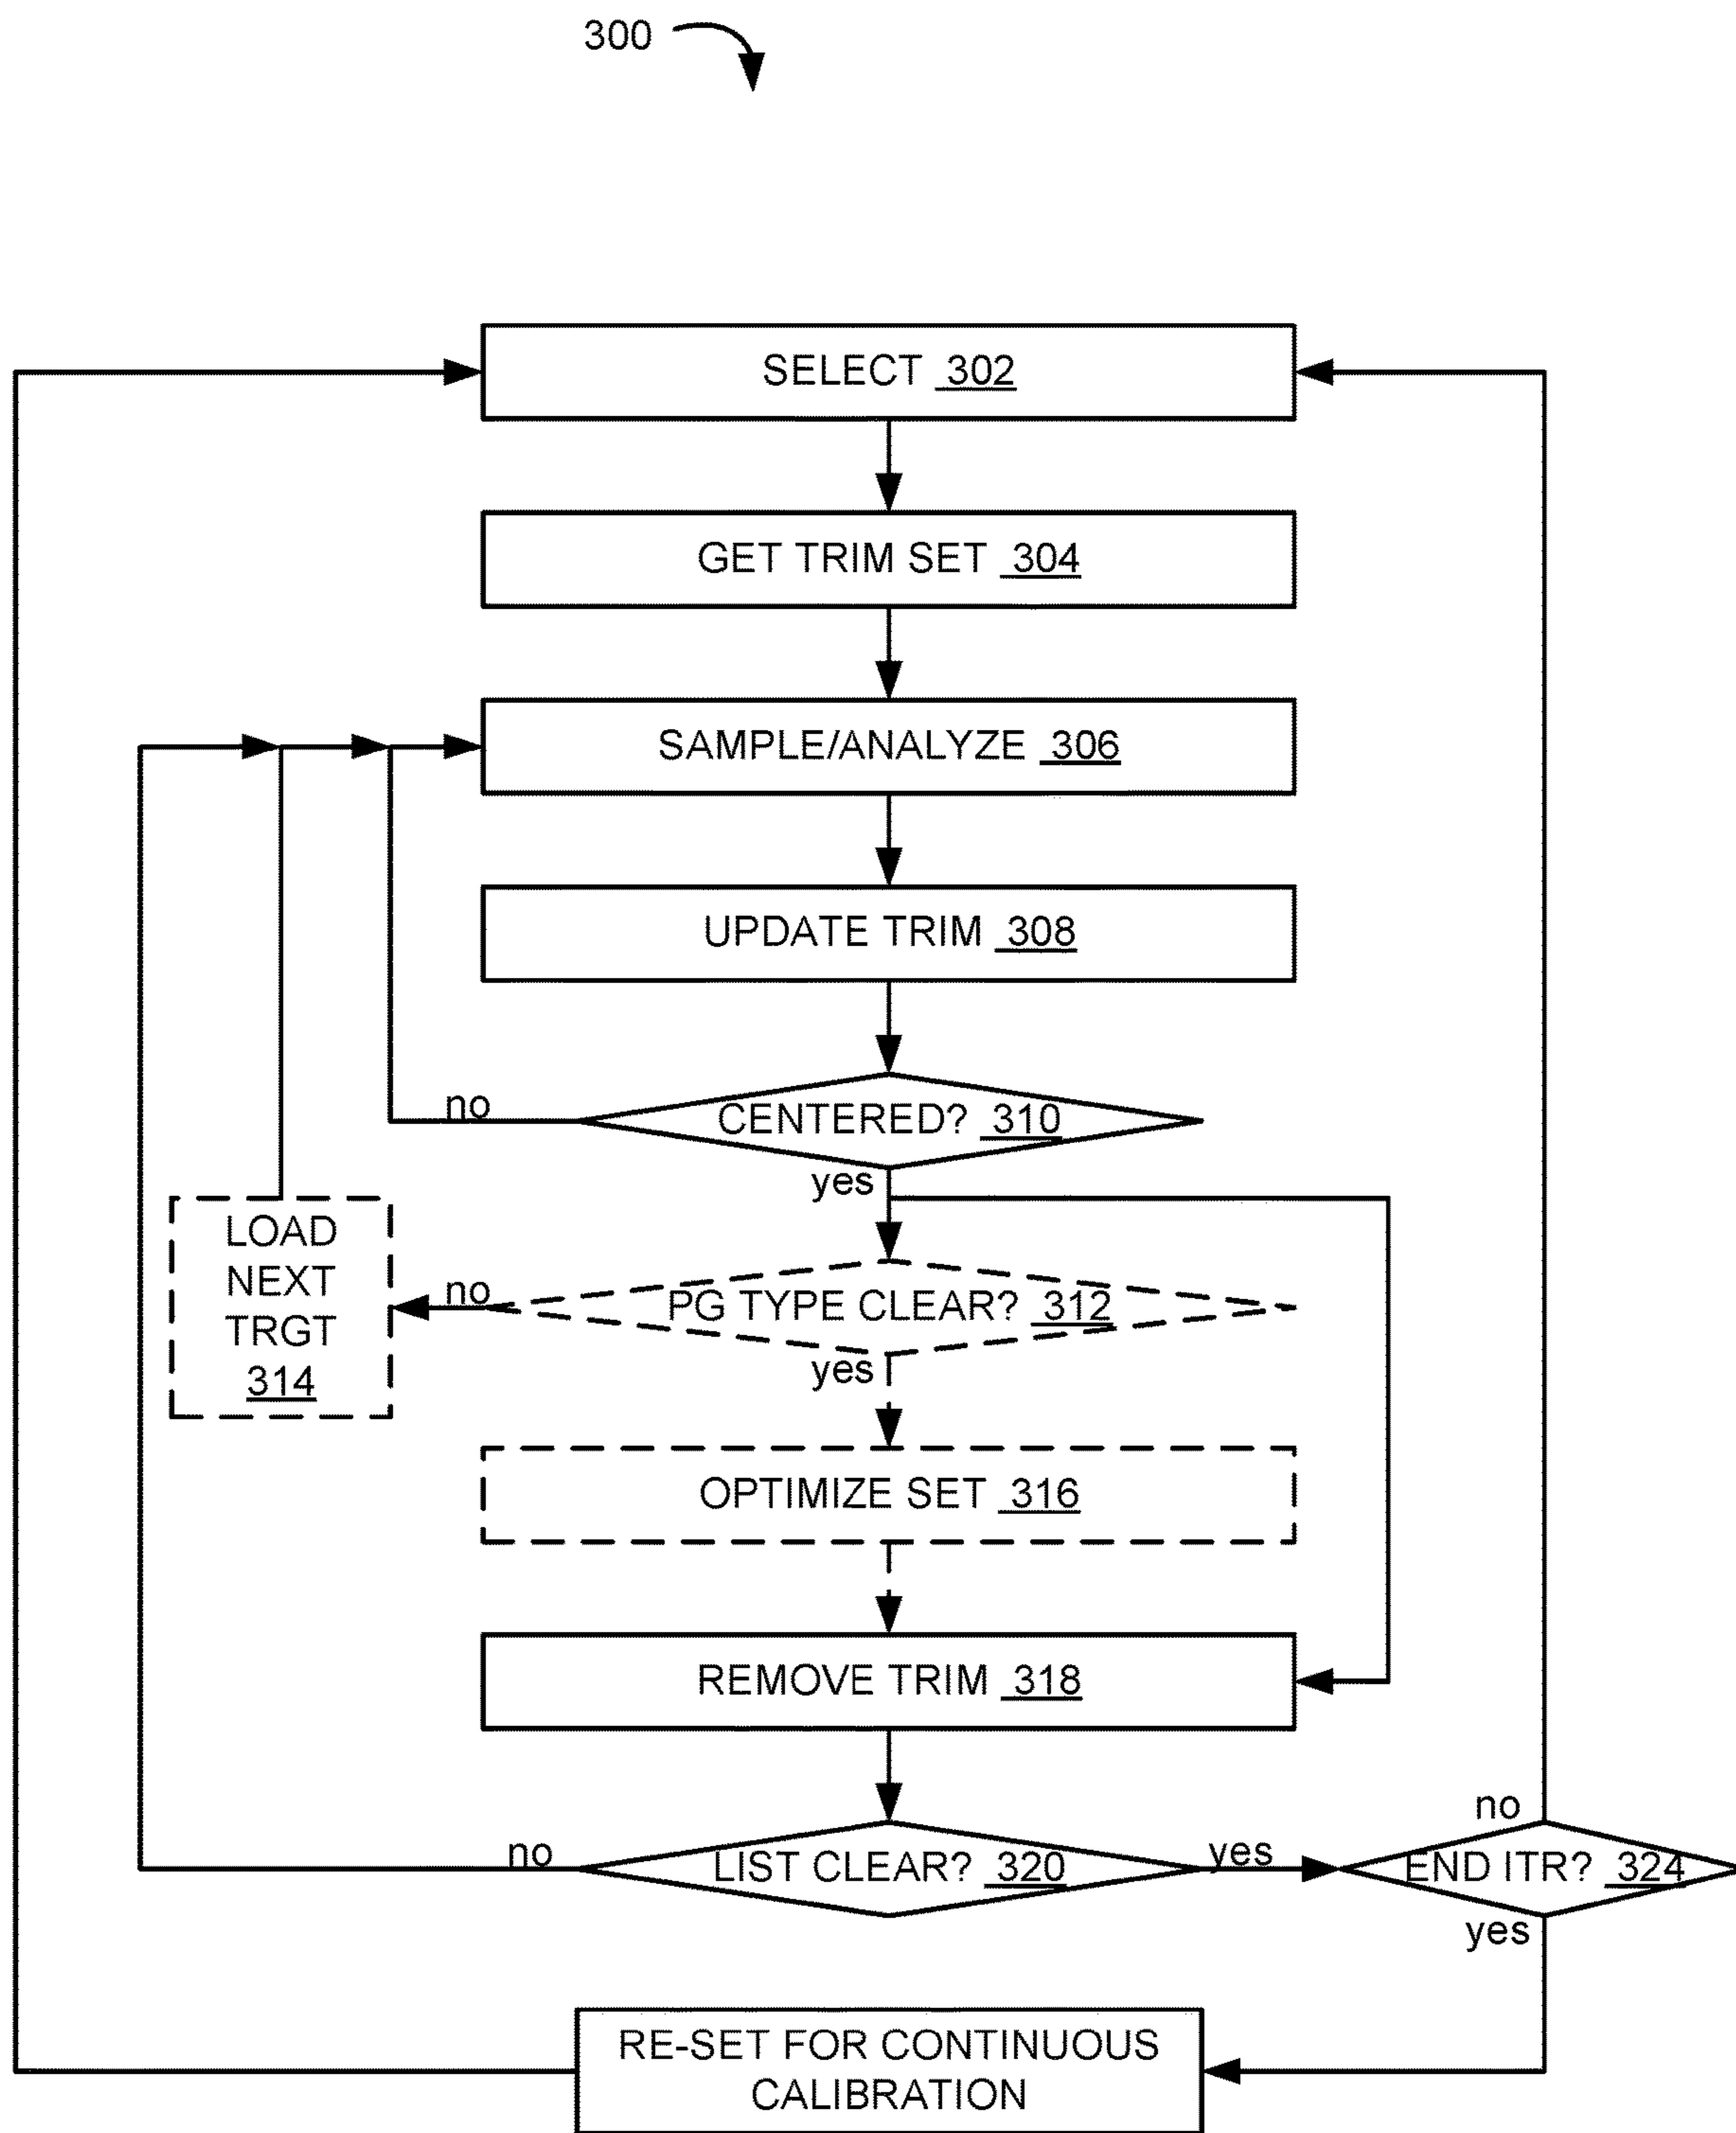 300
SELECT 302
GET TRIM SET 304
SAMPLE/ANALYZE 306
UPDATE TRIM 308
no
CENTERED? 310
yes
LOAD
NEXT
TRGT
314
no
PG TYPE CLEAR? 312
yes
OPTIMIZE SET 316
REMOVE TRIM 318
no
LIST CLEAR? 320
yes
no
END ITR? 324
yes
RE-SET FOR CONTINUOUS
CALIBRATION